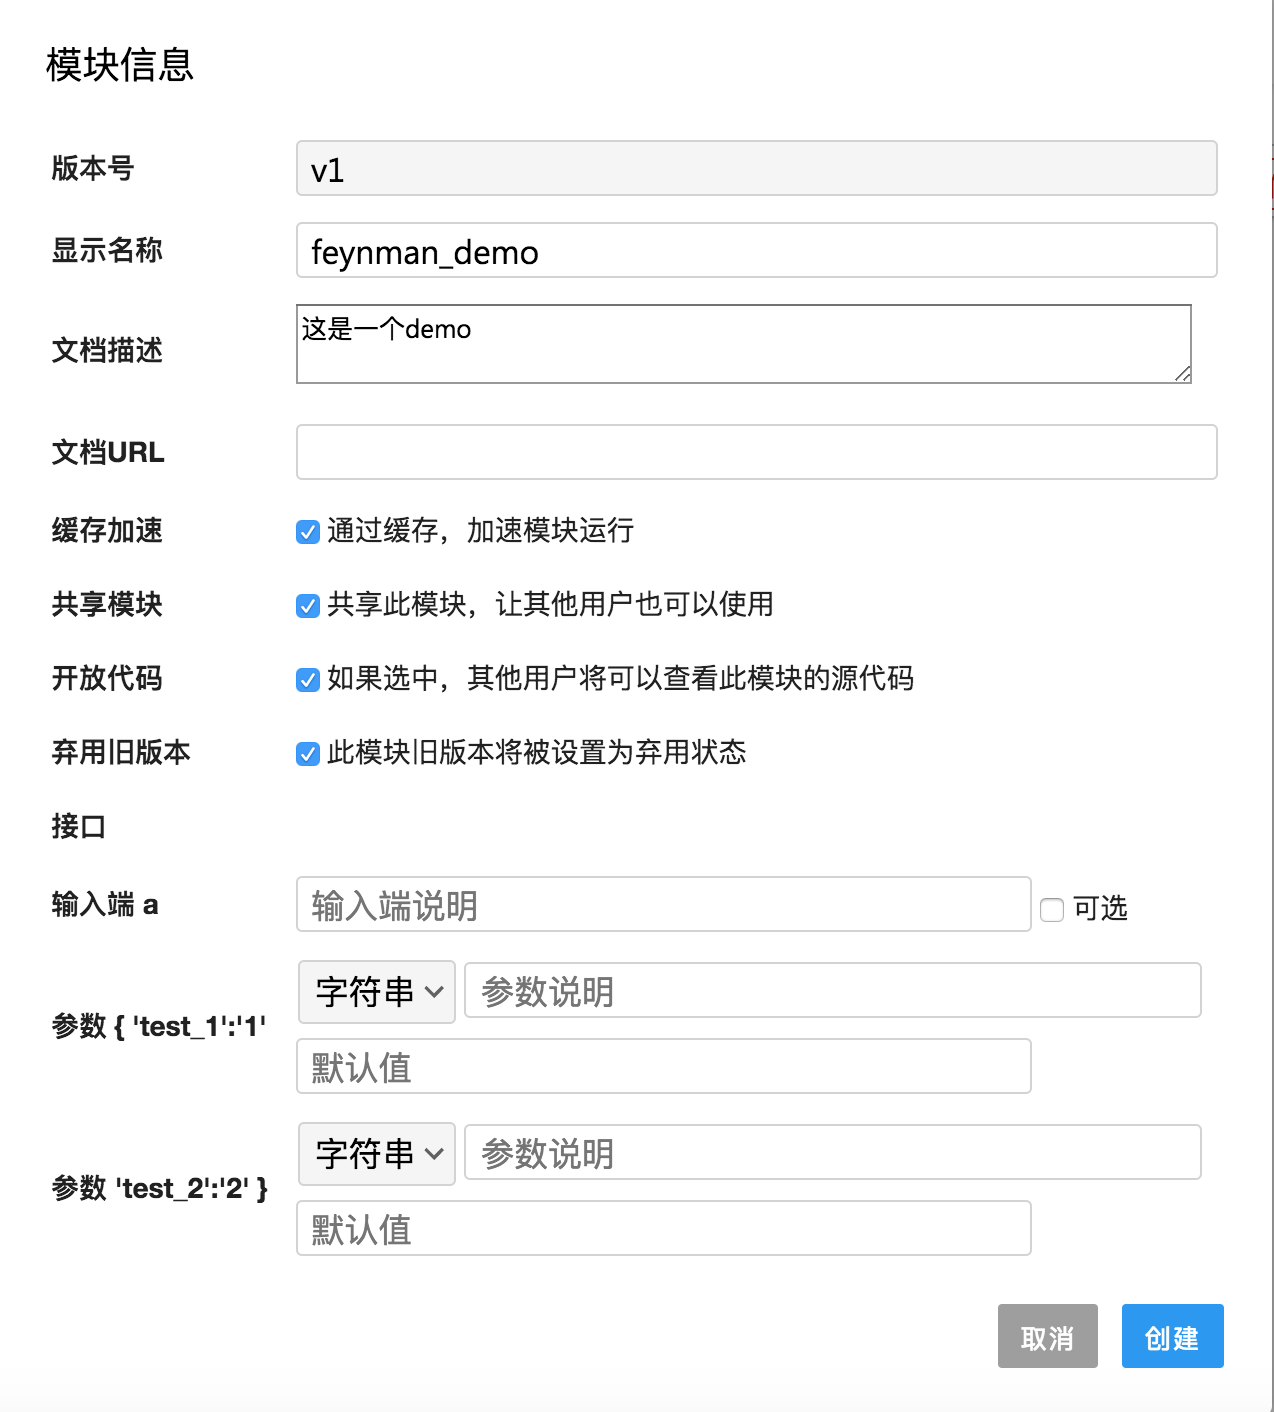 模块信息
版本号 v1
显示名称 feynman_demo
文档描述 这是一个demo
文档URL
缓存加速 通过缓存，加速模块运行
共享模块 共享此模块，让其他用户也可以使用
开放代码 如果选中，其他用户将可以查看此模块的源代码
弃用旧版本 此模块旧版本将被设置为弃用状态
接口
输入端 a 输入端说明 可选
字符串 参数说明
参数 { 'test_1':'1'
默认值
字符串 参数说明
参数 'test_2':'2' }
默认值
取消 创建